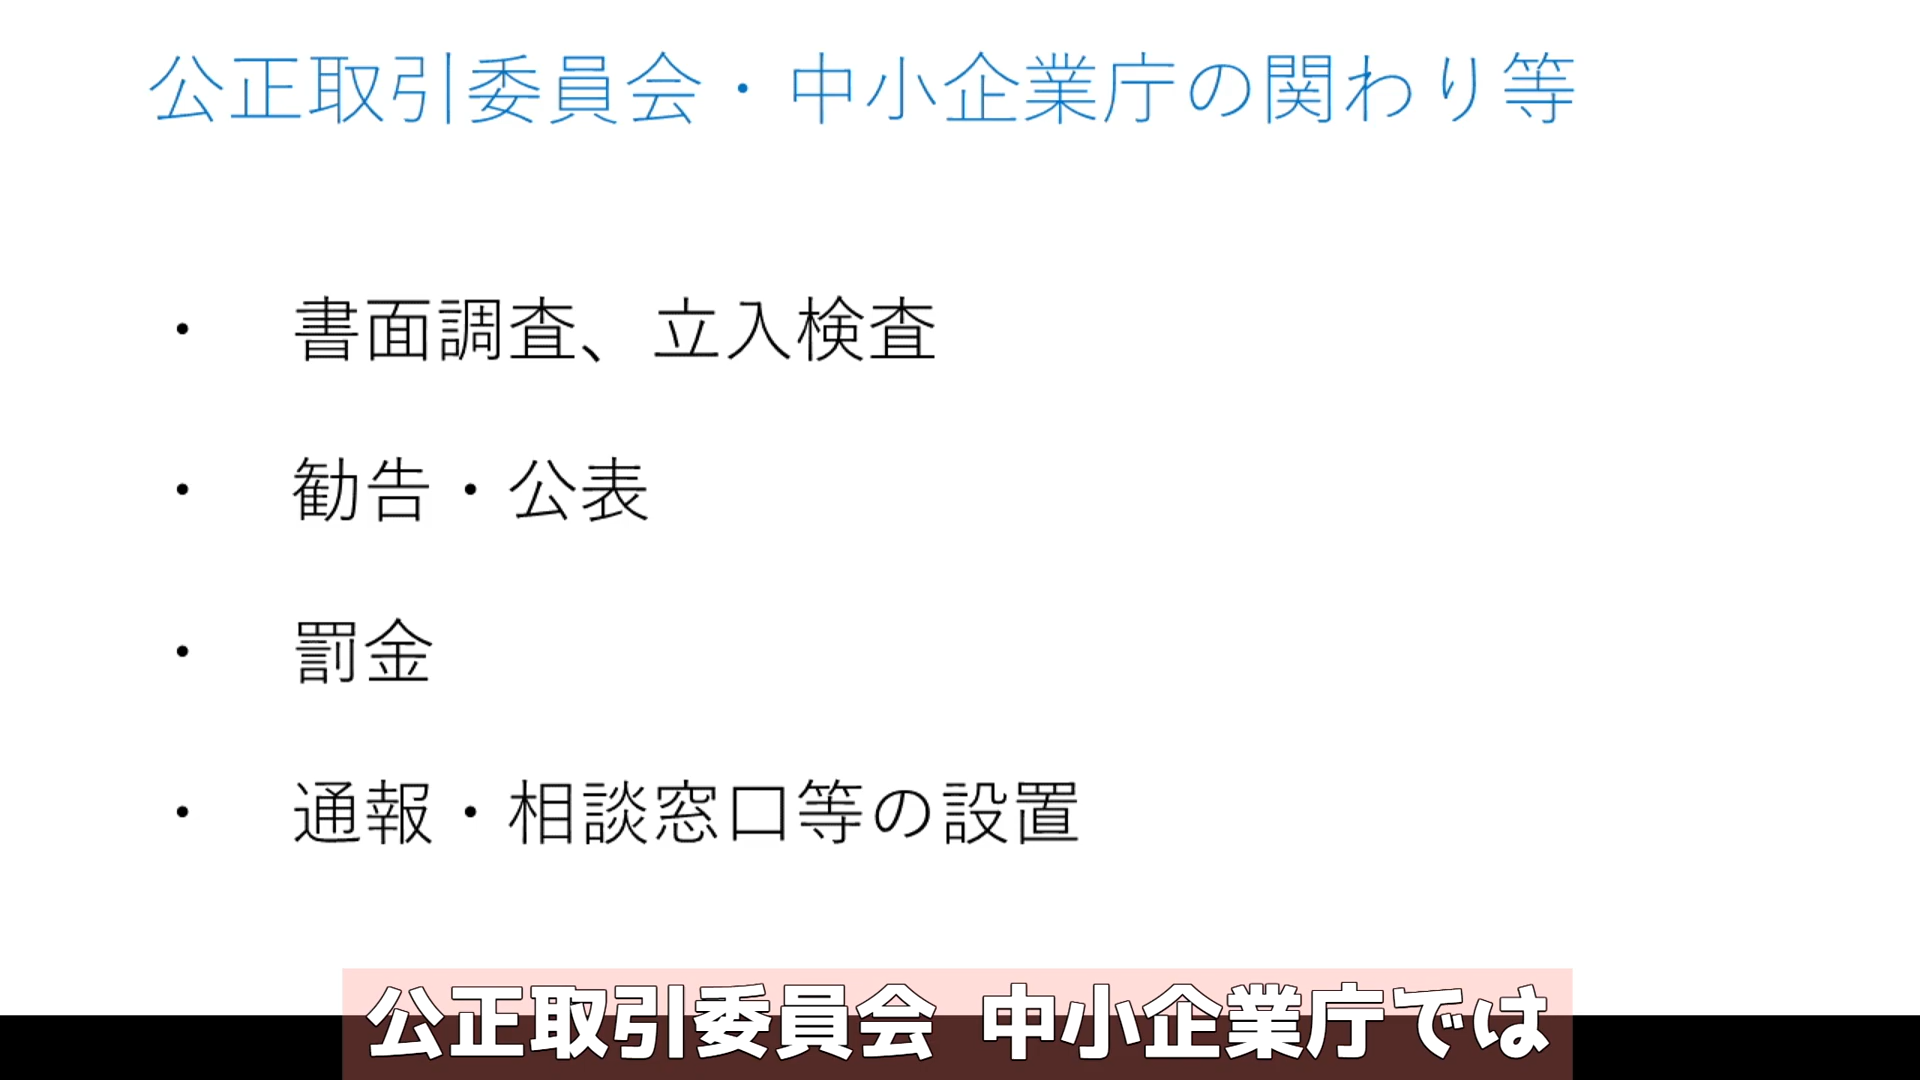 公正取引委員会・中小企業庁の関わり等
・ 書面調査、立入検査
・ 勧告・公表
・ 罰金
・ 通報・相談窓口等の設置
公正取引委員会 中小企業庁では